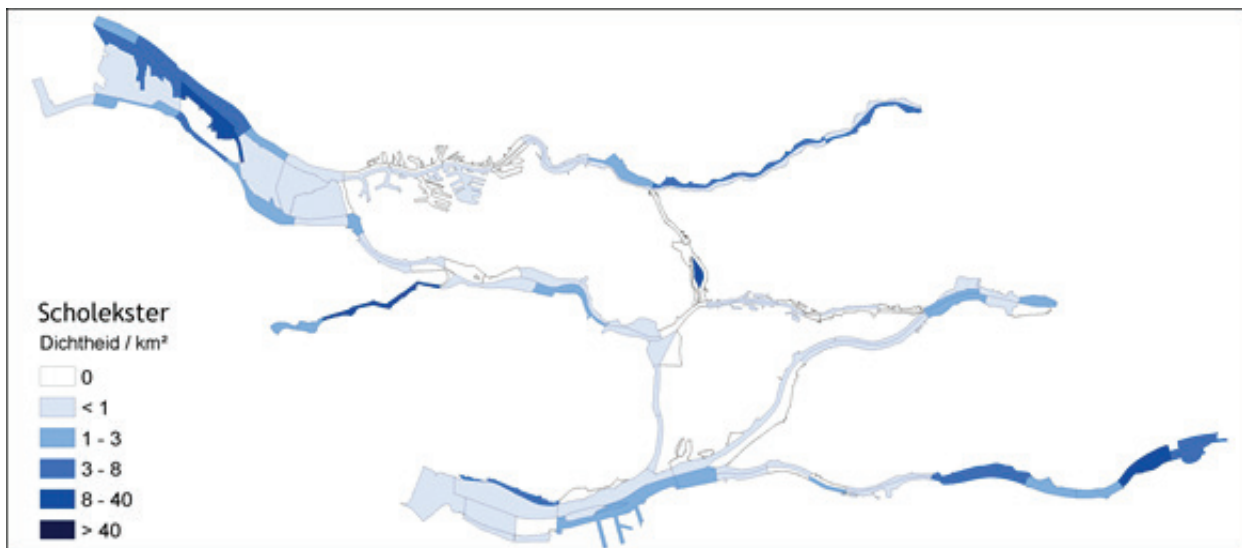 Scholekster
Dichtheid / km²
0
< 1
1 - 3
3 - 8
8 - 40
> 40